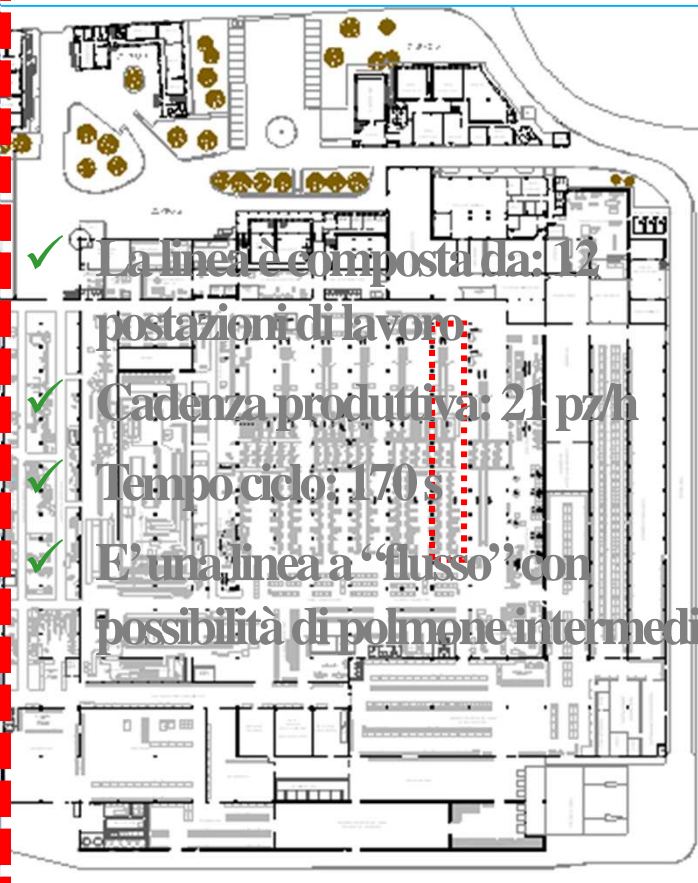 La linea è composta da: 12
postazioni di lavoro
Cadenza produttiva: 21 pz/h
Tempo ciclo: 170 s
E’ una linea a “flusso” con
possibilità di polmone intermedi